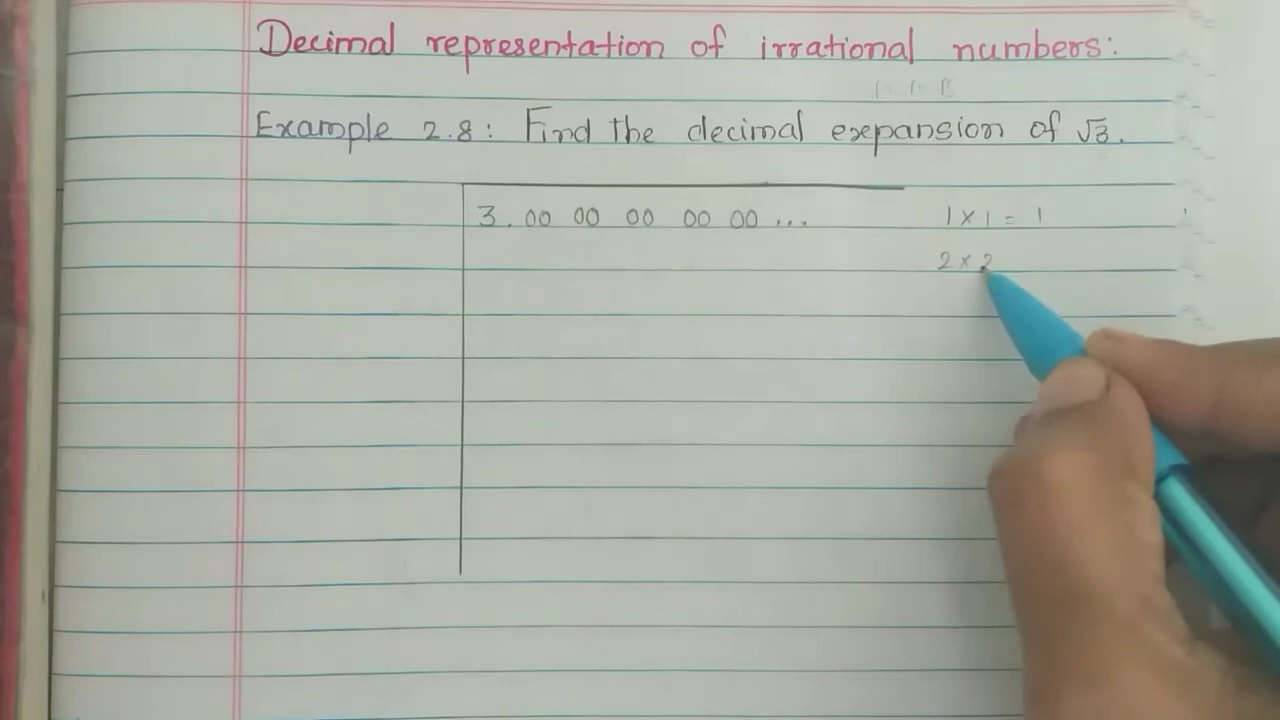 Decimal representation of irrational numbers:
Example 2.8: Find the decimal expansion of √3.
3.00 00 00 00 00 ... 1 × 1 = 1
2 × 2